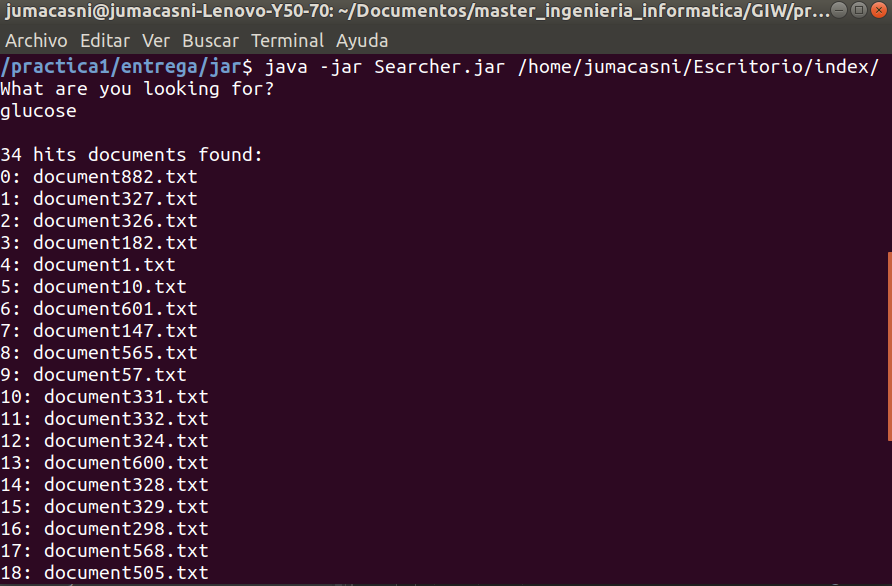 jumacasni@jumacasni-Lenovo-Y50-70: ~/Documentos/master_ingenieria_informatica/GIW/pr...
Archivo Editar Ver Buscar Terminal Ayuda
/practica1/entrega/jar$ java -jar Searcher.jar /home/jumacasni/Escritorio/index/
What are you looking for?
glucose
34 hits documents found:
0: document882.txt
1: document327.txt
2: document326.txt
3: document182.txt
4: document1.txt
5: document10.txt
6: document601.txt
7: document147.txt
8: document565.txt
9: document57.txt
10: document331.txt
11: document332.txt
12: document324.txt
13: document600.txt
14: document328.txt
15: document329.txt
16: document298.txt
17: document568.txt
18: document505.txt